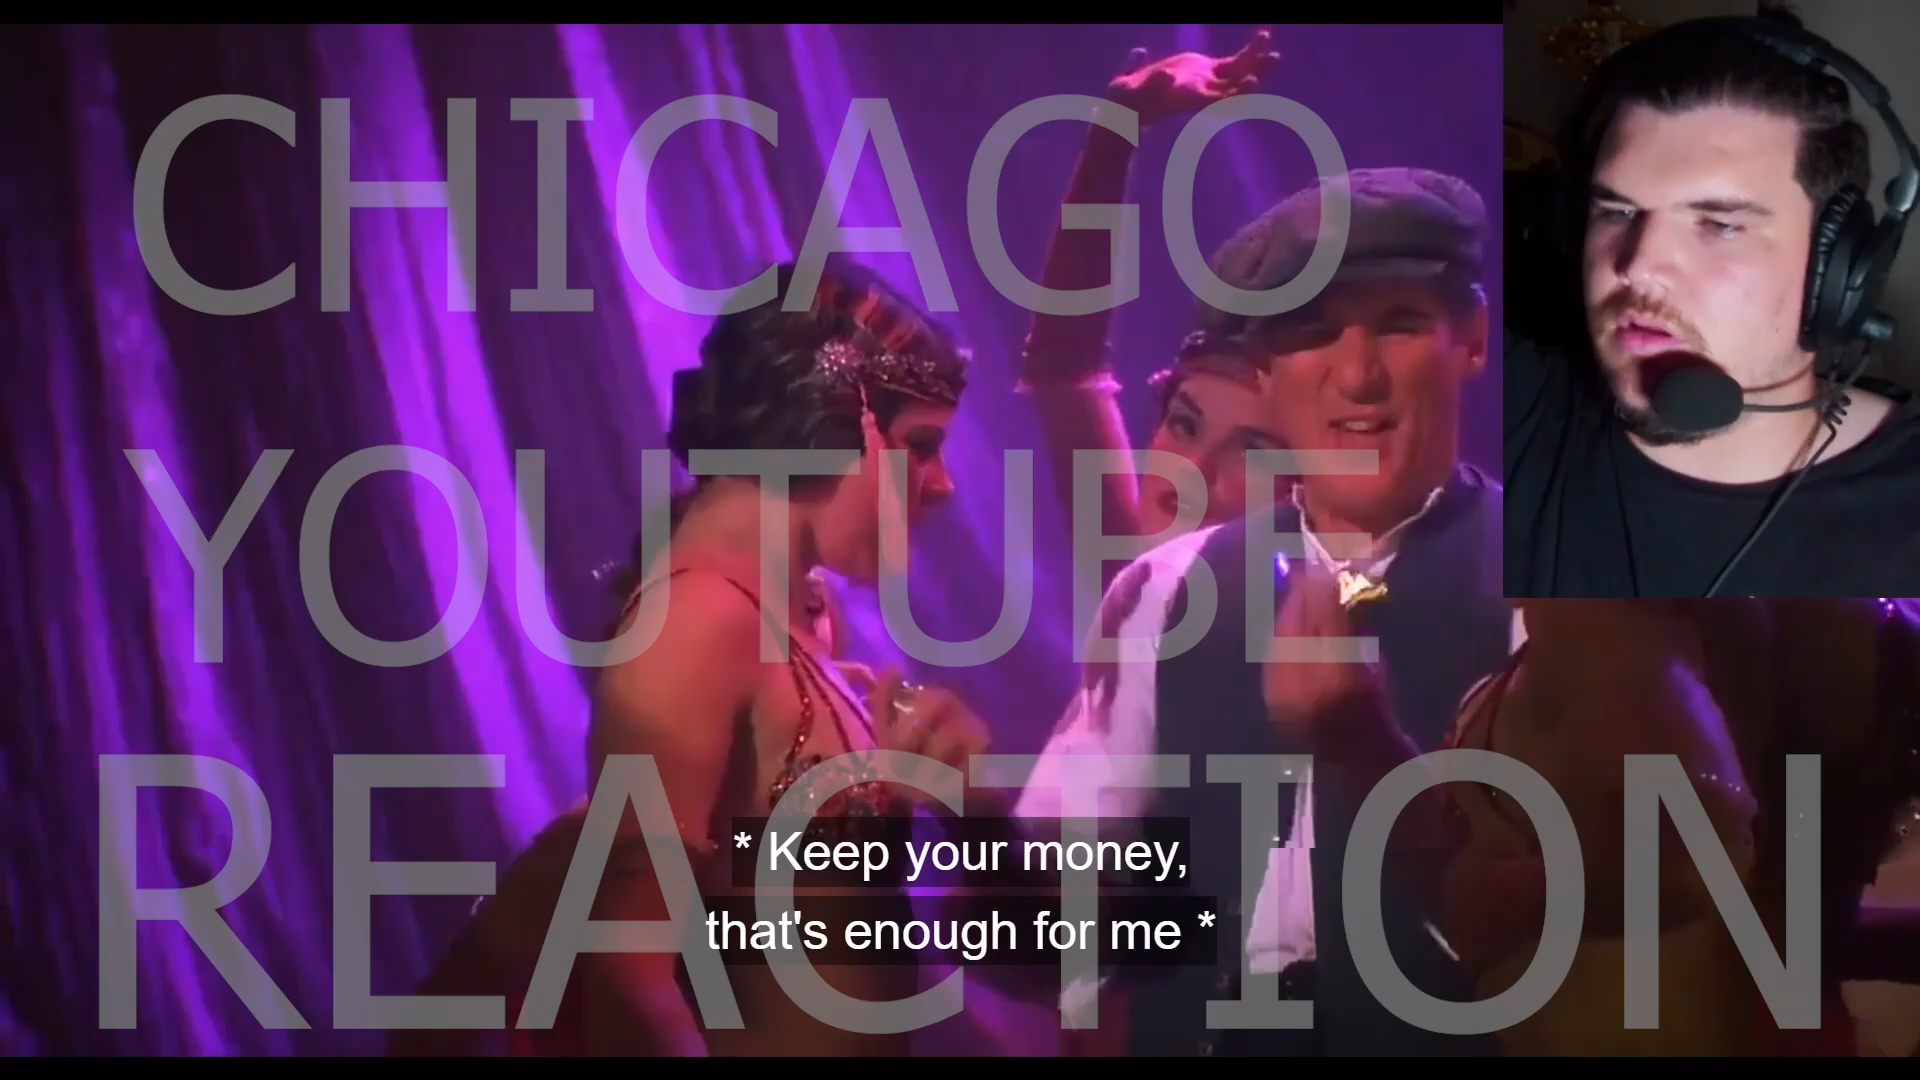 CHICAGO
YOUTUBE
REACTION
* Keep your money,
that's enough for me *